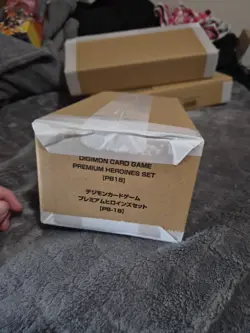 DIGIMON CARD GAME
PREMIUM HEROINES SET
[PB18]
デジモンカードゲーム
プレミアムヒロインズセット
[PB-18]